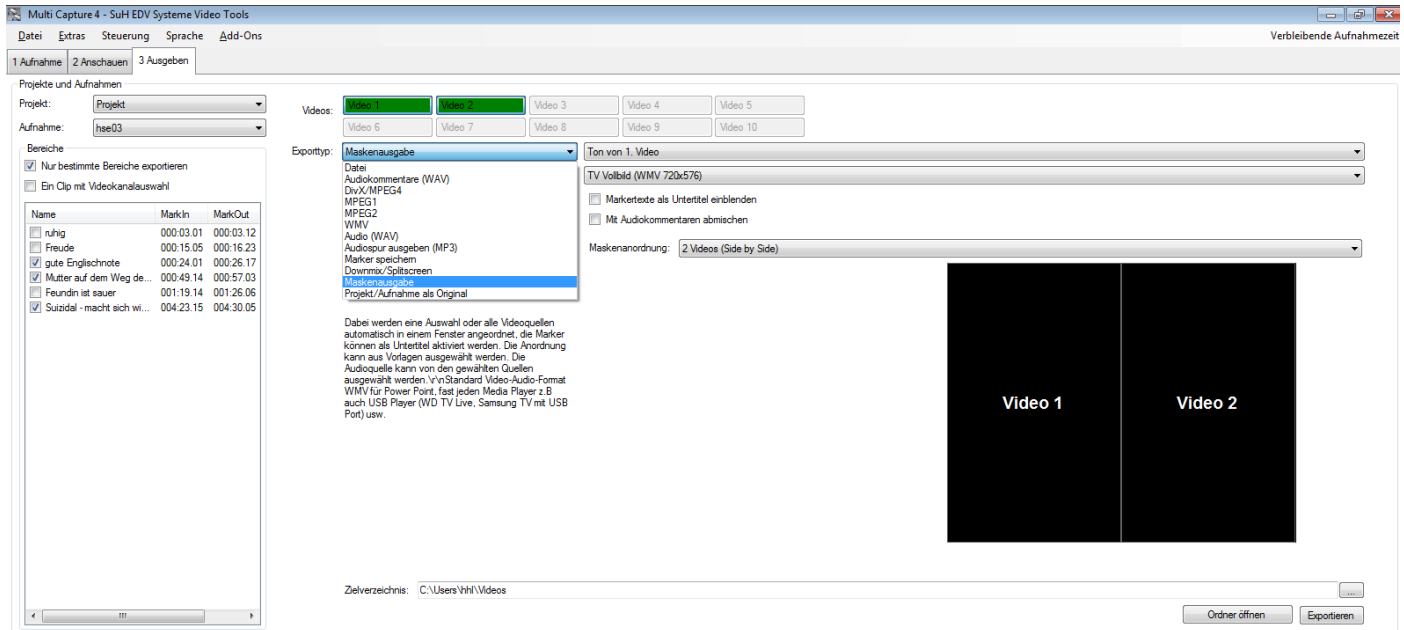 Multi Capture 4 - SuH EDV Systeme Video Tools
Datei Extras Steuerung Sprache Add-Ons
Verbleibende Aufnahmezeit
1 Aufnahme 2 Anschauen 3 Ausgeben
Projekte und Aufnahmen
Projekt: Projekt
Aufnahme: hse03
Bereiche
Nur bestimmte Bereiche exportieren
Ein Clip mit Videokanalauswahl
Name MarkIn MarkOut
ruhig 000:03.01 000:03.12
Freude 000:15.05 000:16.23
gute Englischnote 000:24.01 000:26.17
Mutter auf dem Weg de... 000:49.14 000:57.03
Feundin ist sauer 001:19.14 001:26.06
Suizidal - macht sich wi... 004:23.15 004:30.05
Videos: Video 1 Video 2 Video 3 Video 4 Video 5
Video 6 Video 7 Video 8 Video 9 Video 10
Exporttyp: Maskenausgabe
Datei
Audiokommentare (WAV)
DivX/MPEG4
MPEG1
MPEG2
WMV
Audio (WAV)
Audiospur ausgeben (MP3)
Marker speichern
Downmix/Splitscreen
Maskenausgabe
Projekt/Aufnahme als Original
Ton von 1. Video
TV Vollbild (WMV 720x576)
Markertexte als Untertitel einblenden
Mit Audiokommentaren abmischen
Maskenanordnung: 2 Videos (Side by Side)
Dabei werden eine Auswahl oder alle Videoquellen
automatisch in einem Fenster angeordnet, die Marker
können als Untertitel aktiviert werden. Die Anordnung
kann aus Vorlagen ausgewählt werden. Die
Audioquelle kann von den gewählten Quellen
ausgewählt werden.\r\nStandard Video-Audio-Format
WMV für Power Point, fast jeden Media Player z.B
auch USB Player (WD TV Live, Samsung TV mit USB
Port) usw.
Video 1 Video 2
Zielverzeichnis: C:\Users\hhl\Videos
...
Ordner öffnen Exportieren